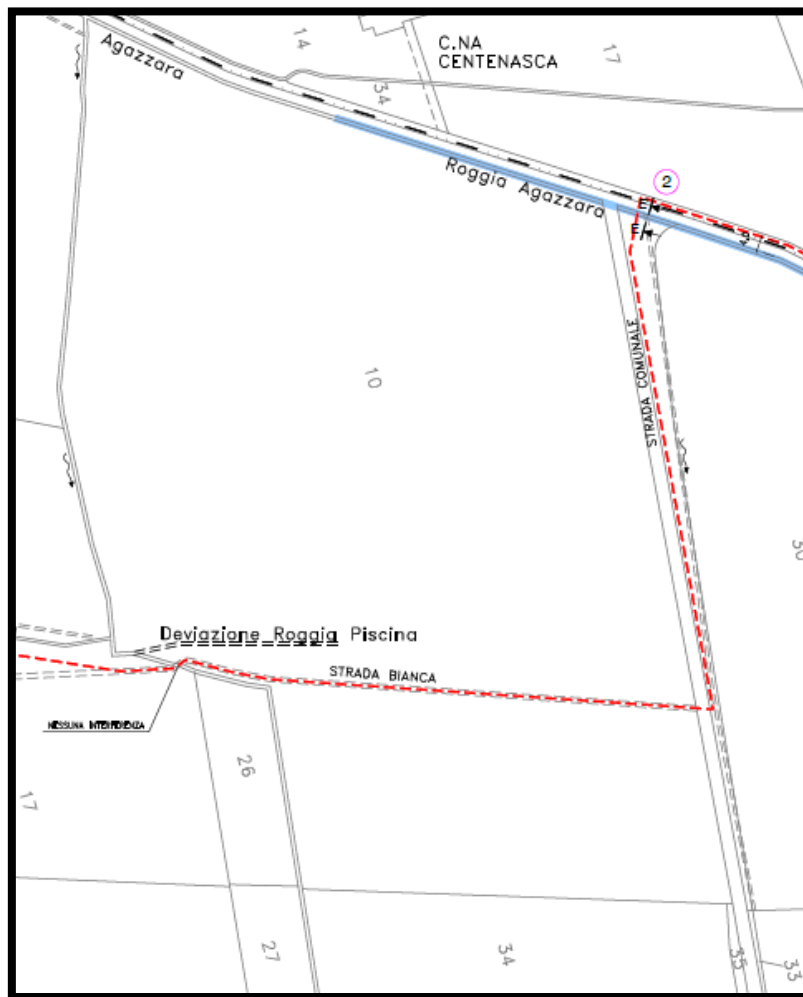 14
C.NA
CENTENASCA
17
Agazzara
34
Roggia Agazzara
2
E
E
10
STRADA COMUNALE
Deviazione Roggia Piscina
STRADA BIANCA
NESSUNA INTERFERENZA
26
17
27
34
35
33